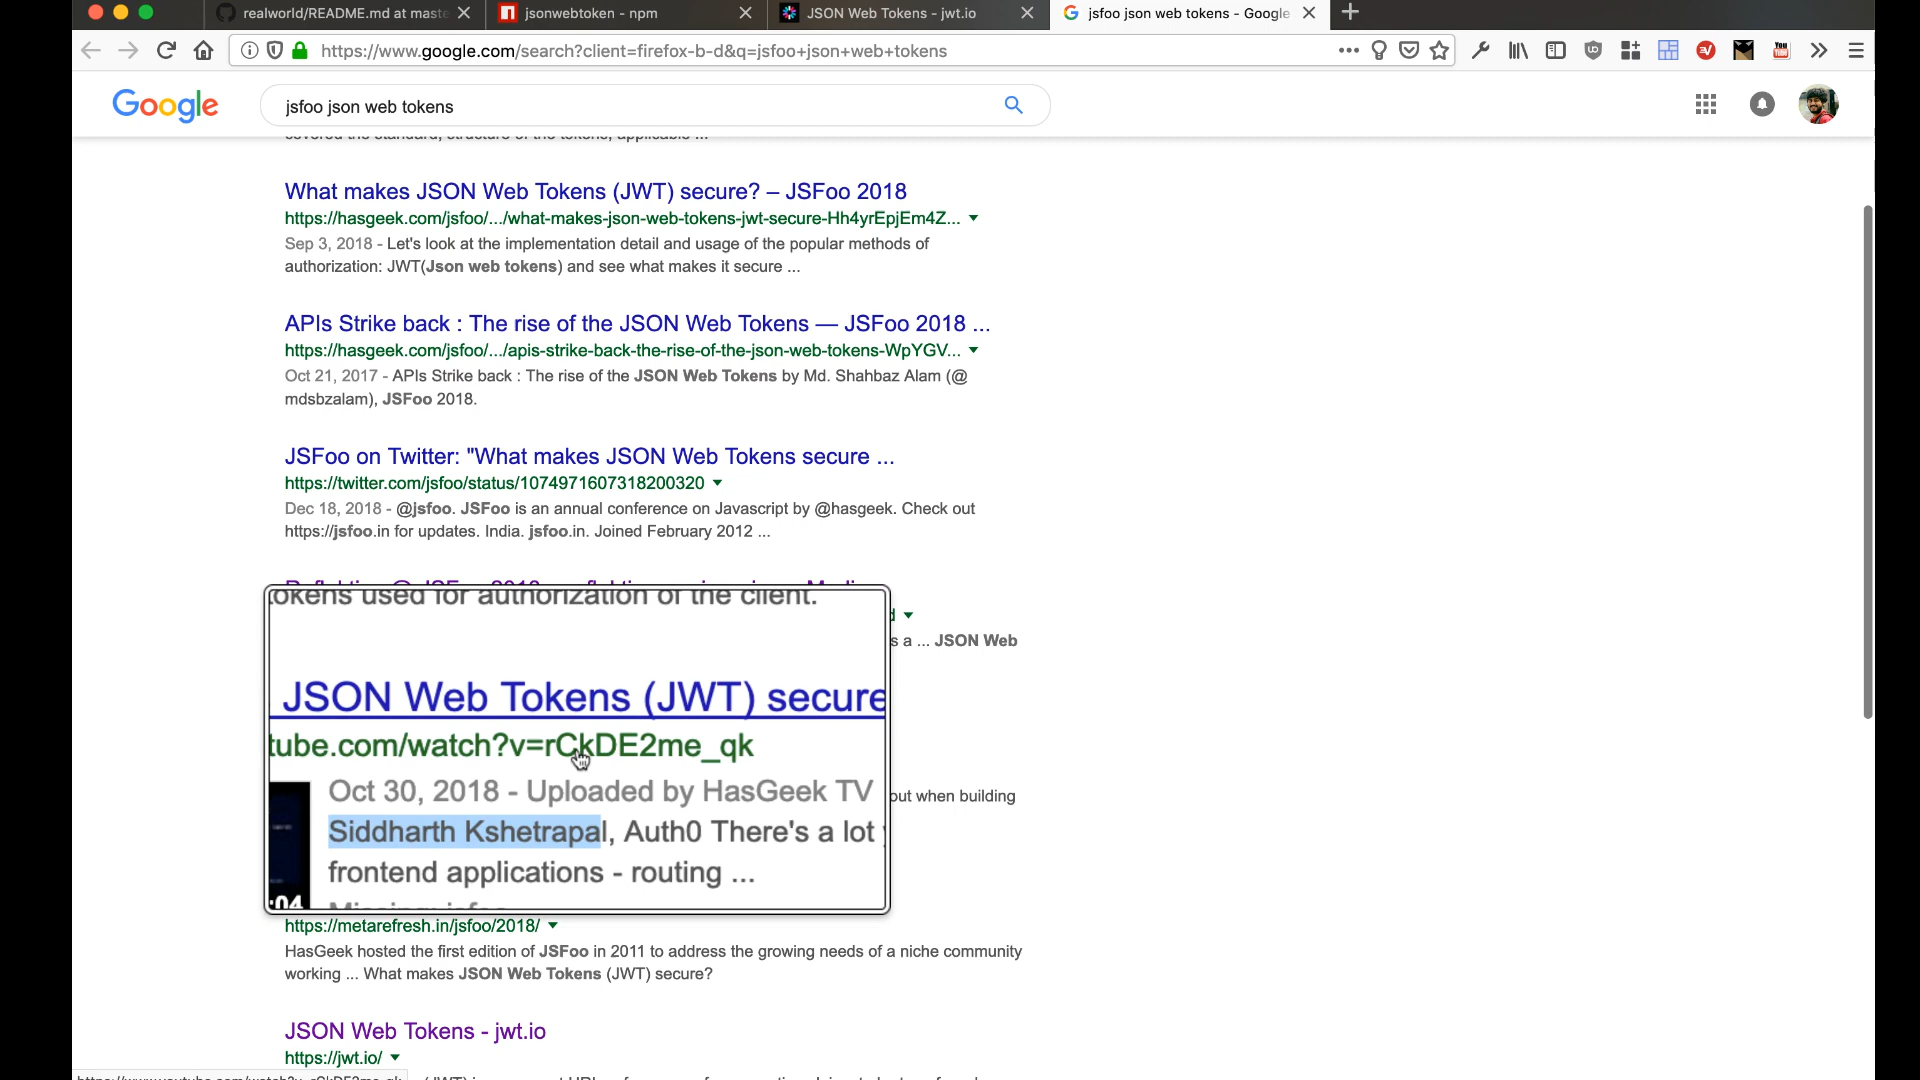 realworld/README.md at maste
jsonwebtoken - npm
JSON Web Tokens - jwt.io
jsfoo json web tokens - Google
https://www.google.com/search?client=firefox-b-d&q=jsfoo+json+web+tokens
Google
jsfoo json web tokens
covered the standard, structure of the tokens, applicable ...
What makes JSON Web Tokens (JWT) secure? – JSFoo 2018
https://hasgeek.com/jsfoo/.../what-makes-json-web-tokens-jwt-secure-Hh4yrEpjEm4Z...
Sep 3, 2018 - Let's look at the implementation detail and usage of the popular methods of
authorization: JWT(Json web tokens) and see what makes it secure ...
APIs Strike back : The rise of the JSON Web Tokens — JSFoo 2018 ...
https://hasgeek.com/jsfoo/.../apis-strike-back-the-rise-of-the-json-web-tokens-WpYGV...
Oct 21, 2017 - APIs Strike back : The rise of the JSON Web Tokens by Md. Shahbaz Alam (@
mdsbzalam), JSFoo 2018.
JSFoo on Twitter: "What makes JSON Web Tokens secure ...
https://twitter.com/jsfoo/status/1074971607318200320
Dec 18, 2018 - @jsfoo. JSFoo is an annual conference on Javascript by @hasgeek. Check out
https://jsfoo.in for updates. India. jsfoo.in. Joined February 2012 ...
tokens used for authorization of the client.
s a ... JSON Web
JSON Web Tokens (JWT) secure
tube.com/watch?v=rCkDE2me_qk
Oct 30, 2018 - Uploaded by HasGeek TV
out when building
Siddharth Kshetrapal, Auth0 There's a lot
frontend applications - routing ...
:04
https://metarefresh.in/jsfoo/2018/
HasGeek hosted the first edition of JSFoo in 2011 to address the growing needs of a niche community
working ... What makes JSON Web Tokens (JWT) secure?
JSON Web Tokens - jwt.io
https://jwt.io/